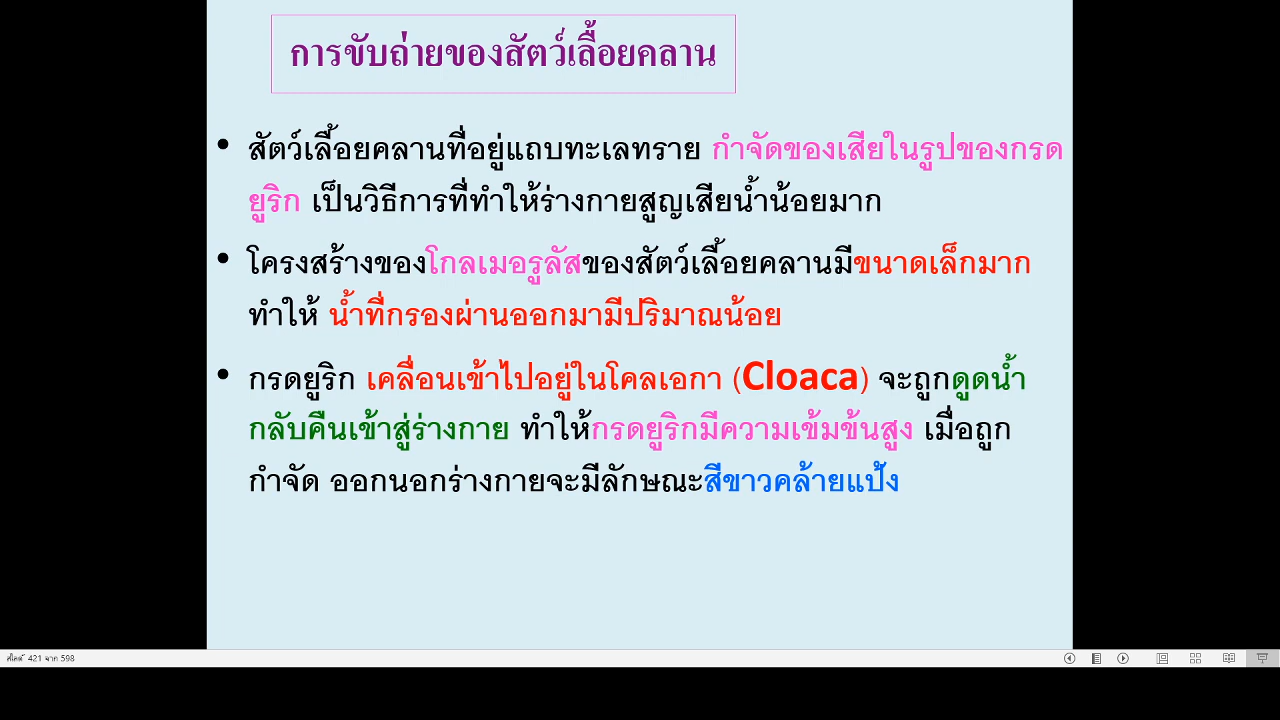 การขับถ่ายของสัตว์เลื้อยคลาน
• สัตว์เลี้อยคลานที่อยู่แถบทะเลทราย กำจัดของเสียในรูปของกรด
ยูริก เป็นวิธีการที่ทำให้ร่างกายสูญเสียน้ำน้อยมาก
• โครงสร้างของโกลเมอรูลัสของสัตว์เลี้อยคลานมีขนาดเล็กมาก
ทำให้ น้ำที่กรองผ่านออกมามีปริมาณน้อย
• กรดยูริก เคลื่อนเข้าไปอยู่ในโคลเอกา (Cloaca) จะถูกดูดน้ำ
กลับคืนเข้าสู่ร่างกาย ทำให้กรดยูริกมีความเข้มข้นสูง เมื่อถูก
กำจัด ออกนอกร่างกายจะมีลักษณะสีขาวคล้ายแป้ง
สไลด์ 421 จาก 598